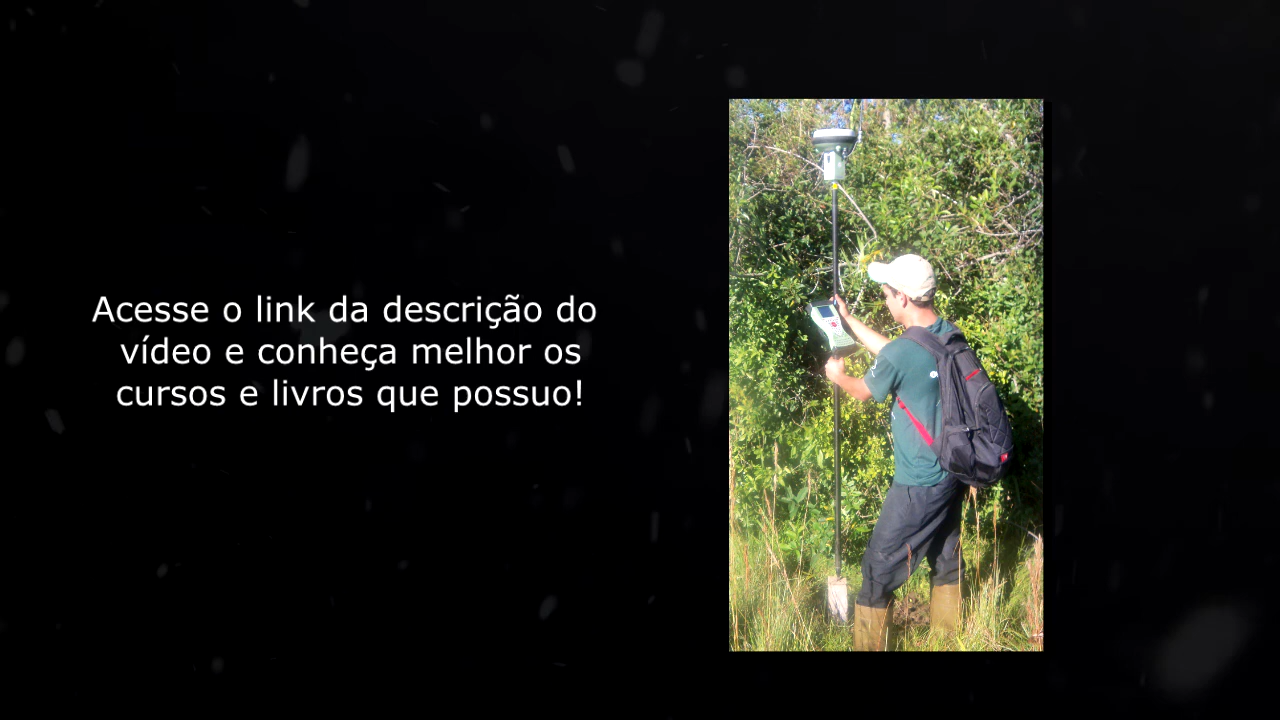 Acesse o link da descrição do
vídeo e conheça melhor os
cursos e livros que possuo!